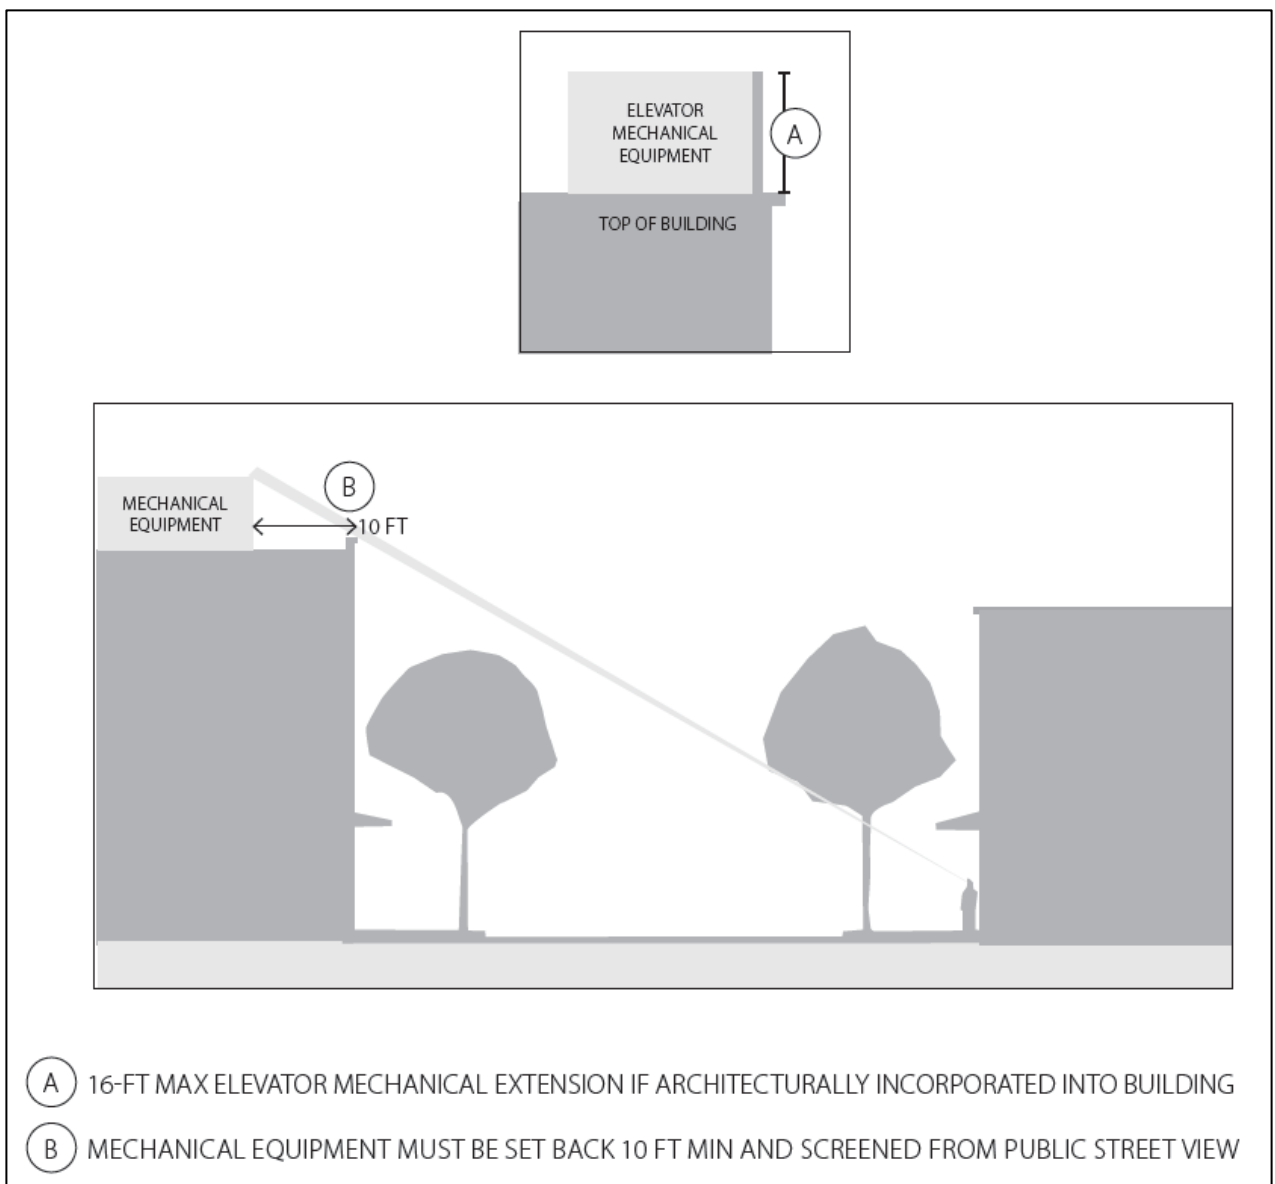 ELEVATOR
MECHANICAL
EQUIPMENT
A
TOP OF BUILDING
B
MECHANICAL
EQUIPMENT
10 FT
A 16-FT MAX ELEVATOR MECHANICAL EXTENSION IF ARCHITECTURALLY INCORPORATED INTO BUILDING
B MECHANICAL EQUIPMENT MUST BE SET BACK 10 FT MIN AND SCREENED FROM PUBLIC STREET VIEW